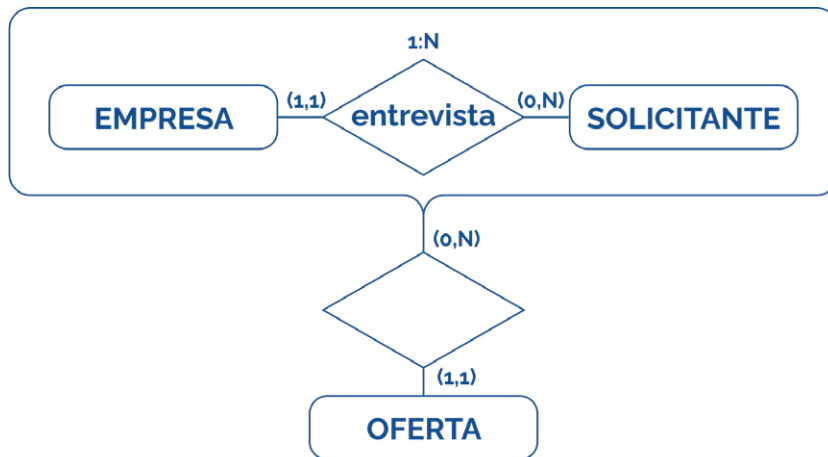 1:N
EMPRESA
(1,1)
entrevista
(0,N)
SOLICITANTE
(0,N)
(1,1)
OFERTA